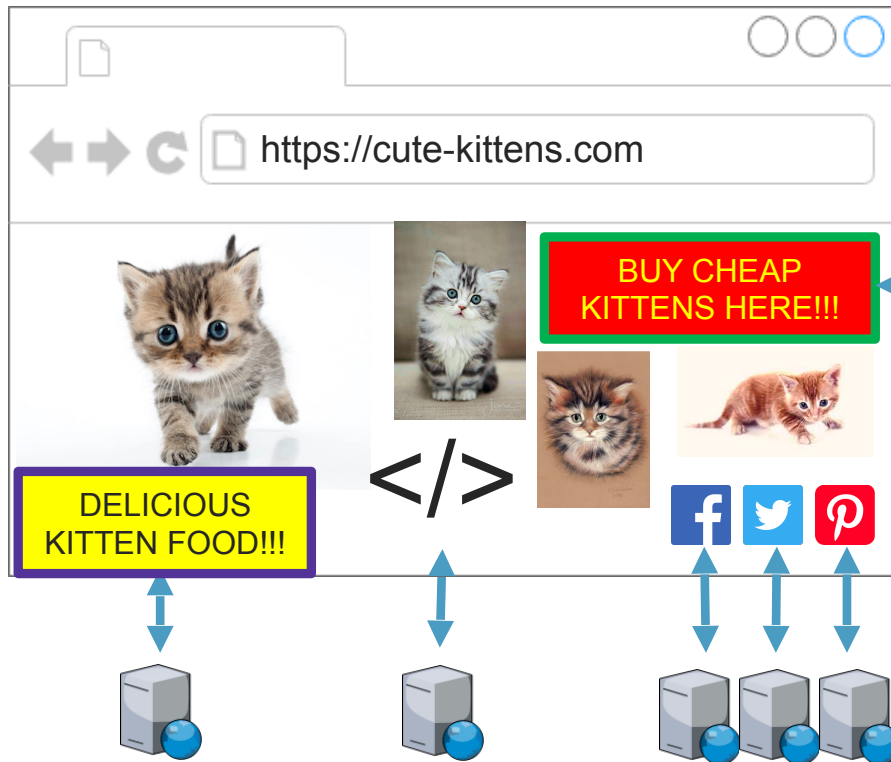 https://cute-kittens.com
BUY CHEAP
KITTENS HERE!!!
</>
DELICIOUS
KITTEN FOOD!!!